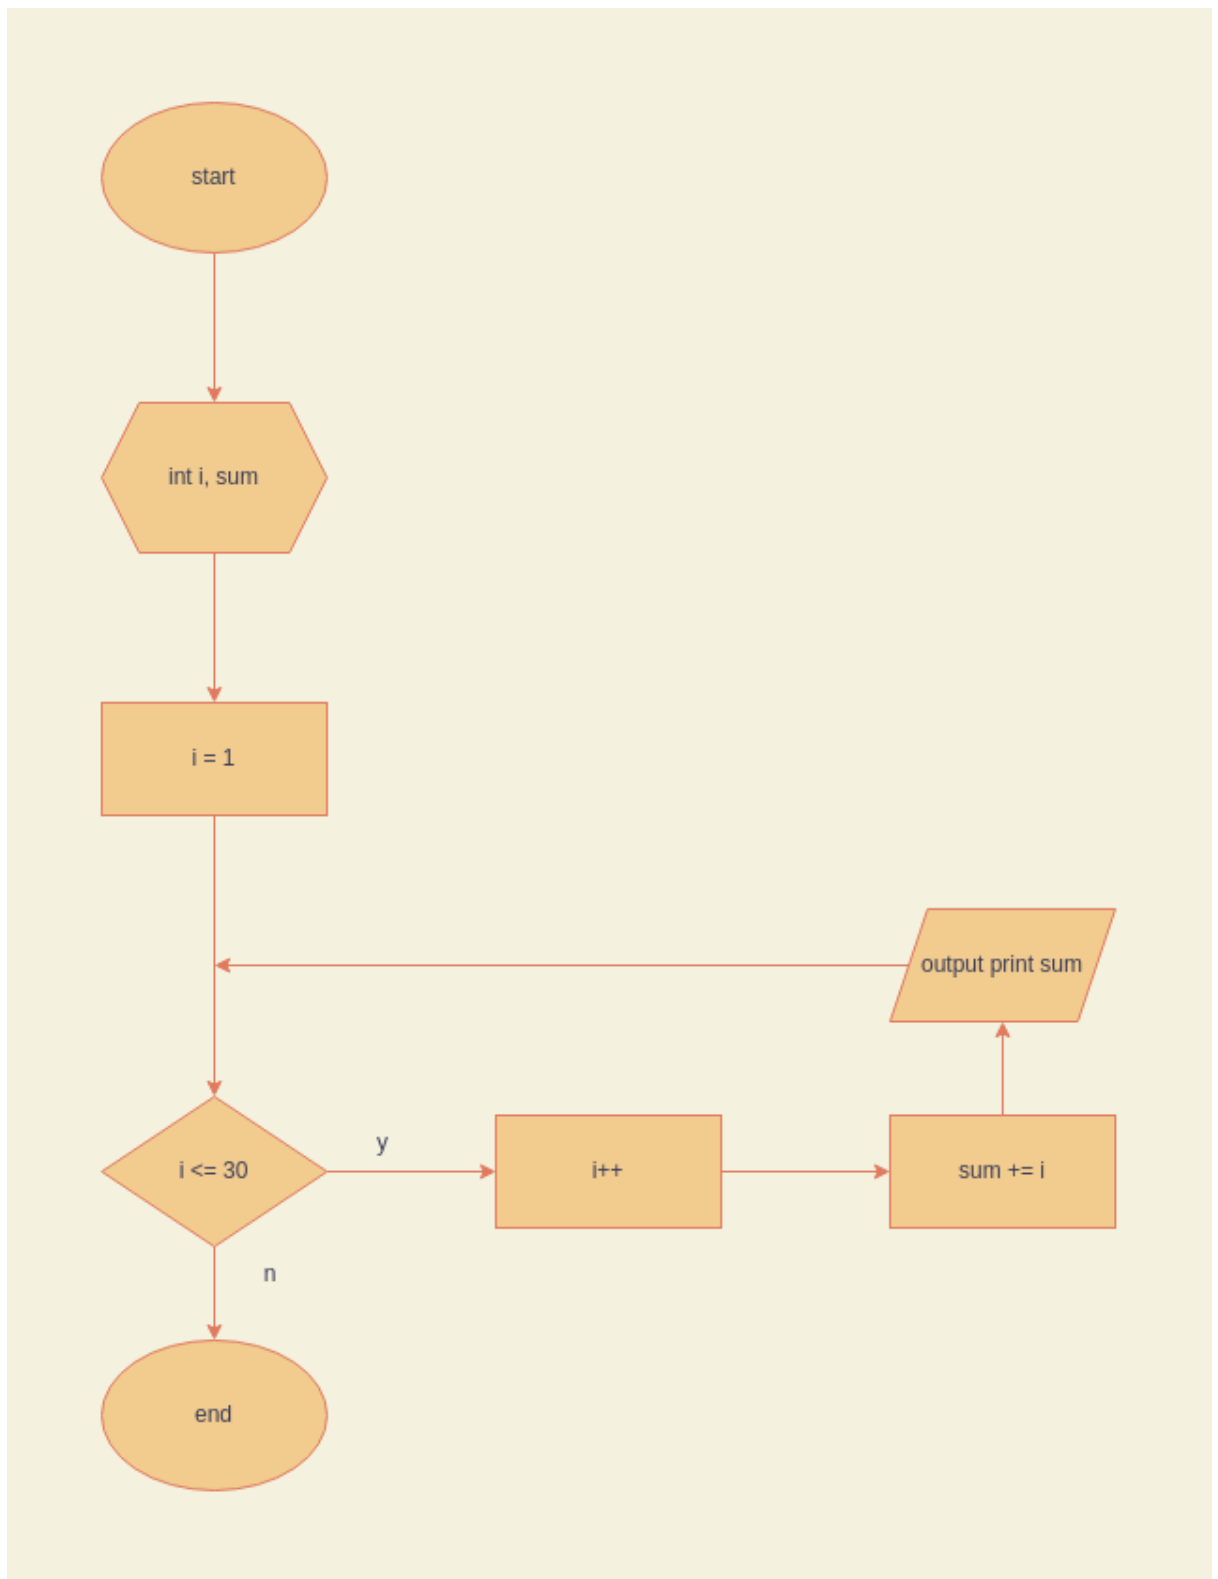 start
int i, sum
i = 1
output print sum
i <= 30
y
i++
sum += i
n
end